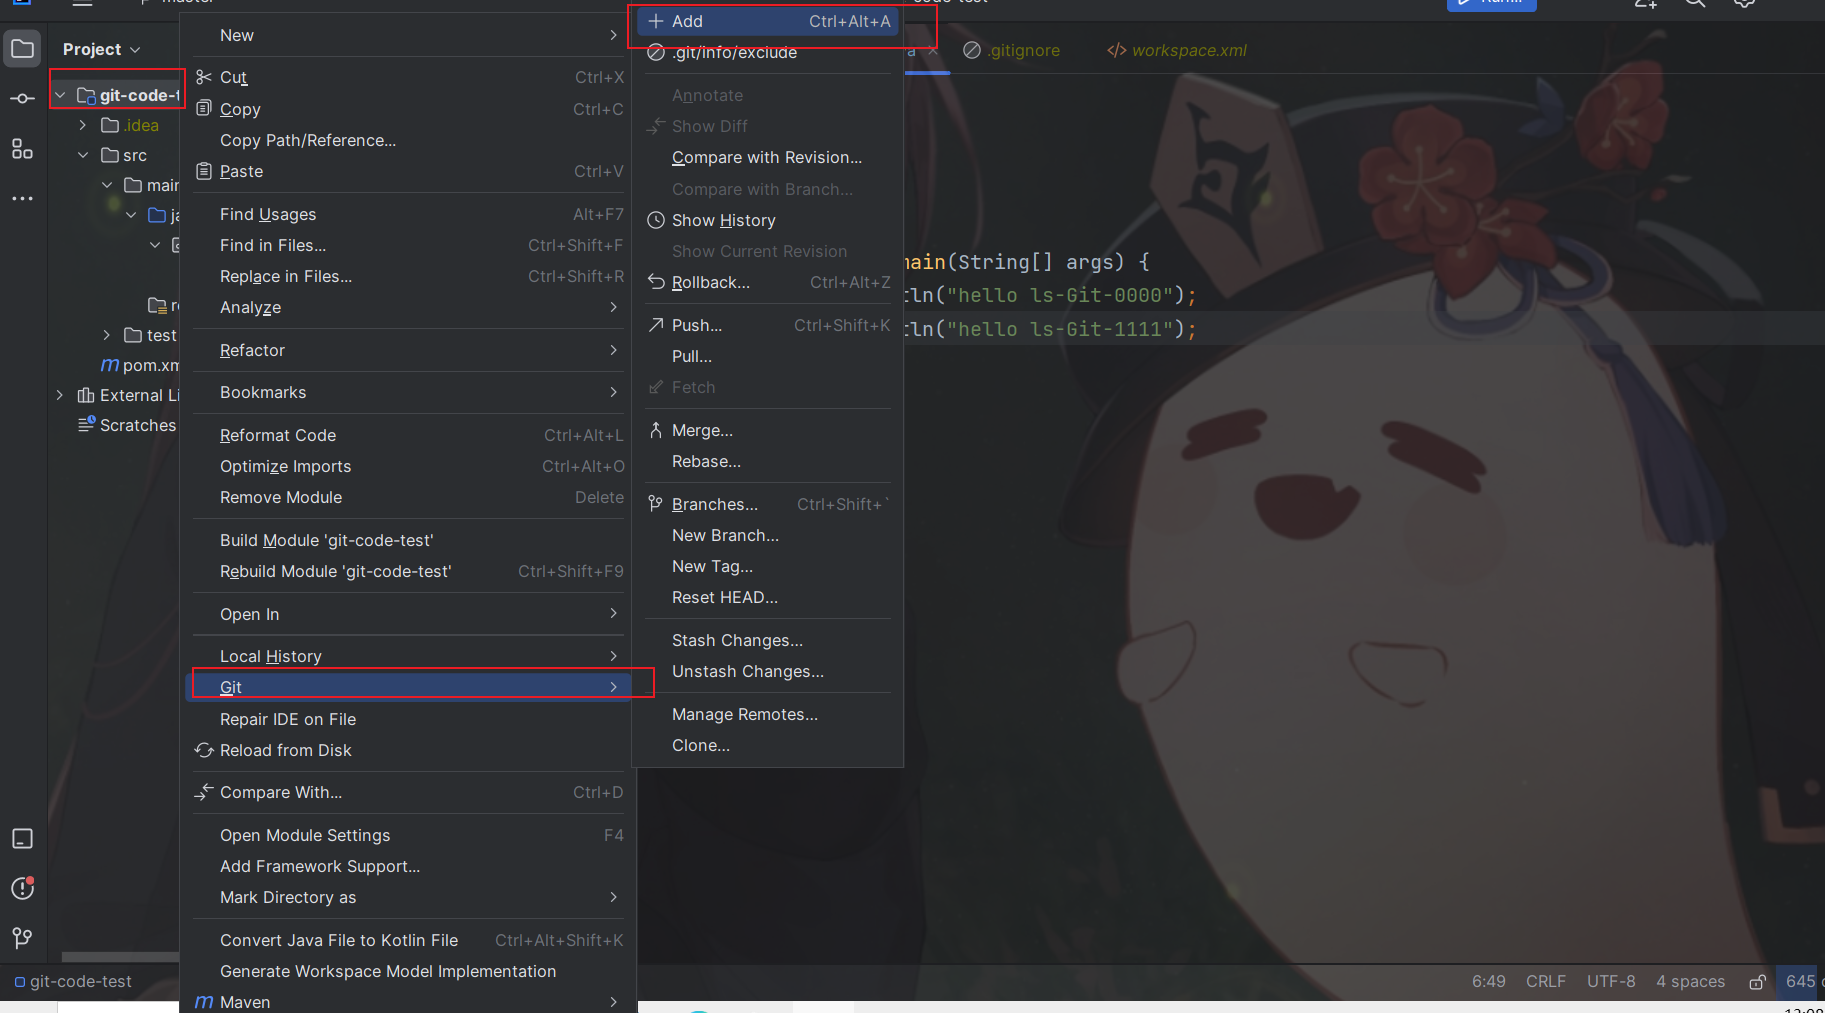 master
code-test
Project
git-code-t
.idea
src
pom.xm
test
External Li
Scratches
New
Cut Ctrl+X
Copy Ctrl+C
Copy Path/Reference...
Paste Ctrl+V
Find Usages Alt+F7
Find in Files... Ctrl+Shift+F
Replace in Files... Ctrl+Shift+R
Analyze
Refactor
Bookmarks
Reformat Code Ctrl+Alt+L
Optimize Imports Ctrl+Alt+O
Remove Module Delete
Build Module 'git-code-test'
Rebuild Module 'git-code-test' Ctrl+Shift+F9
Open In
Local History
Git
Repair IDE on File
Reload from Disk
Compare With... Ctrl+D
Open Module Settings F4
Add Framework Support...
Mark Directory as
Convert Java File to Kotlin File Ctrl+Alt+Shift+K
Generate Workspace Model Implementation
Maven
Add Ctrl+Alt+A
.git/info/exclude
Annotate
Show Diff
Compare with Revision...
Compare with Branch...
Show History
Show Current Revision
Rollback... Ctrl+Alt+Z
Push... Ctrl+Shift+K
Pull...
Fetch
Merge...
Rebase...
Branches... Ctrl+Shift+`
New Branch...
New Tag...
Reset HEAD...
Stash Changes...
Unstash Changes...
Manage Remotes...
Clone...
.gitignore
workspace.xml
main(String[] args) {
tln("hello ls-Git-0000");
tln("hello ls-Git-1111");
git-code-test
6:49 CRLF UTF-8 4 spaces 645